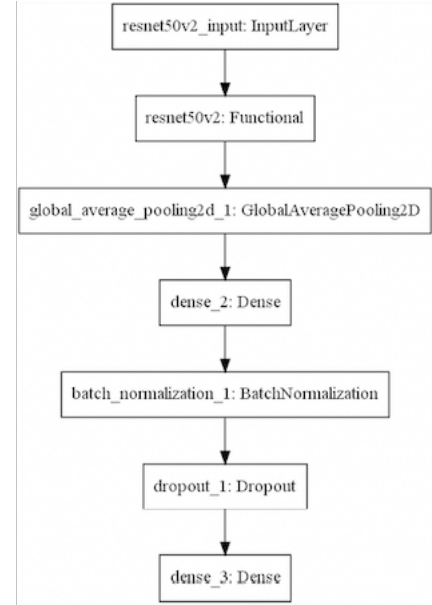 resnet50v2_input: InputLayer
resnet50v2: Functional
global_average_pooling2d_1: GlobalAveragePooling2D
dense_2: Dense
batch_normalization_1: BatchNormalization
dropout_1: Dropout
dense_3: Dense